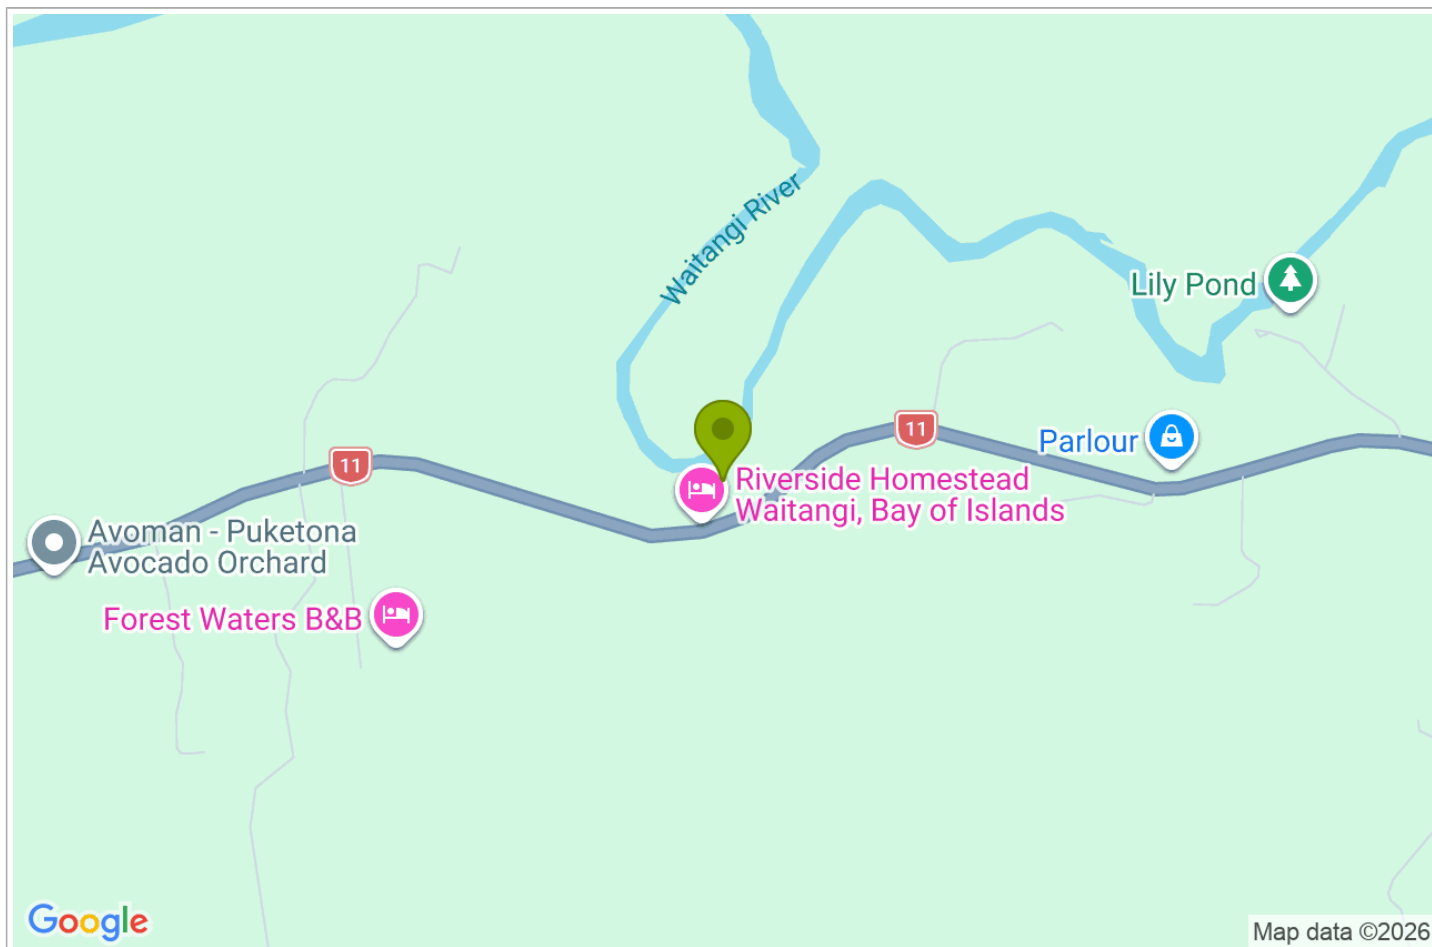 Waitangi River
Lily Pond
11
Parlour
11
Riverside Homestead
Waitangi, Bay of Islands
Avoman - Puketona
Avocado Orchard
Forest Waters B&B
Google
Map data ©2026